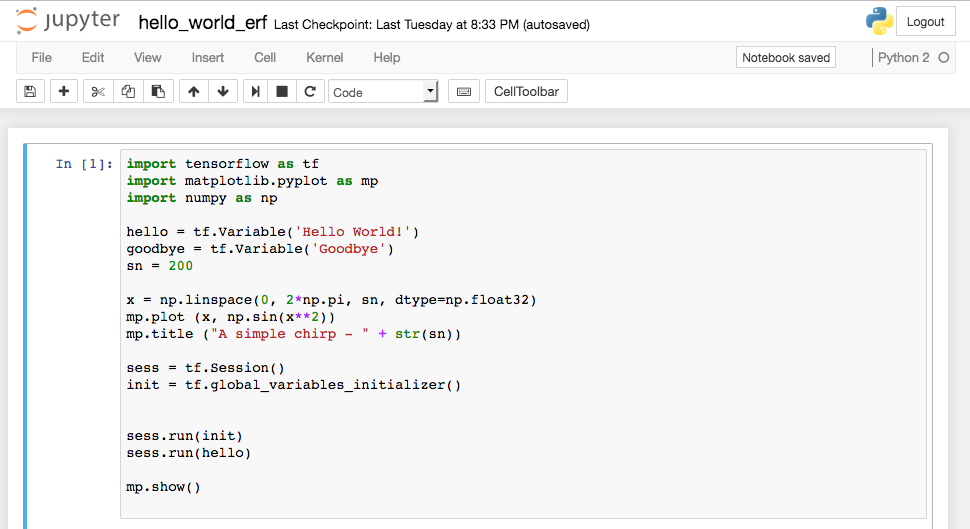 jupyter hello_world_erf Last Checkpoint: Last Tuesday at 8:33 PM (autosaved) Logout
File Edit View Insert Cell Kernel Help Notebook saved Python 2
Code CellToolbar
In [1]: import tensorflow as tf
import matplotlib.pyplot as mp
import numpy as np
hello = tf.Variable('Hello World!')
goodbye = tf.Variable('Goodbye')
sn = 200
x = np.linspace(0, 2*np.pi, sn, dtype=np.float32)
mp.plot (x, np.sin(x**2))
mp.title ("A simple chirp - " + str(sn))
sess = tf.Session()
init = tf.global_variables_initializer()
sess.run(init)
sess.run(hello)
mp.show()